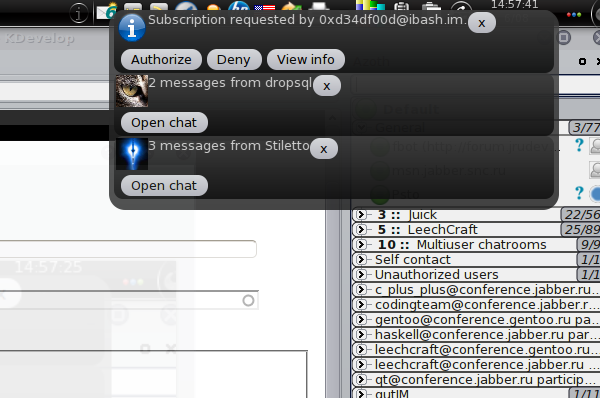 14:57:41
KDevelop
Subscription requested by 0xd34df00d@ibash.im.
x
Authorize
Deny
View info
2 messages from dropsql
x
Open chat
3 messages from Stiletto
x
Open chat
General
3/77
3 :: Juick
22/56
5 :: LeechCraft
25/89
10 :: Multiuser chatrooms
9/9
Self contact
1/1
Unauthorized users
1/1
c_plus_plus@conference.jabber.ru...
codingteam@conference.jabber.r...
gentoo@conference.gentoo.ru pa...
haskell@conference.jabber.ru par...
leechcraft@conference.gentoo.ru...
leechcraft@conference.jabber.ru ...
qt@conference.jabber.ru particip...
qutIM
1/11
14:57:25